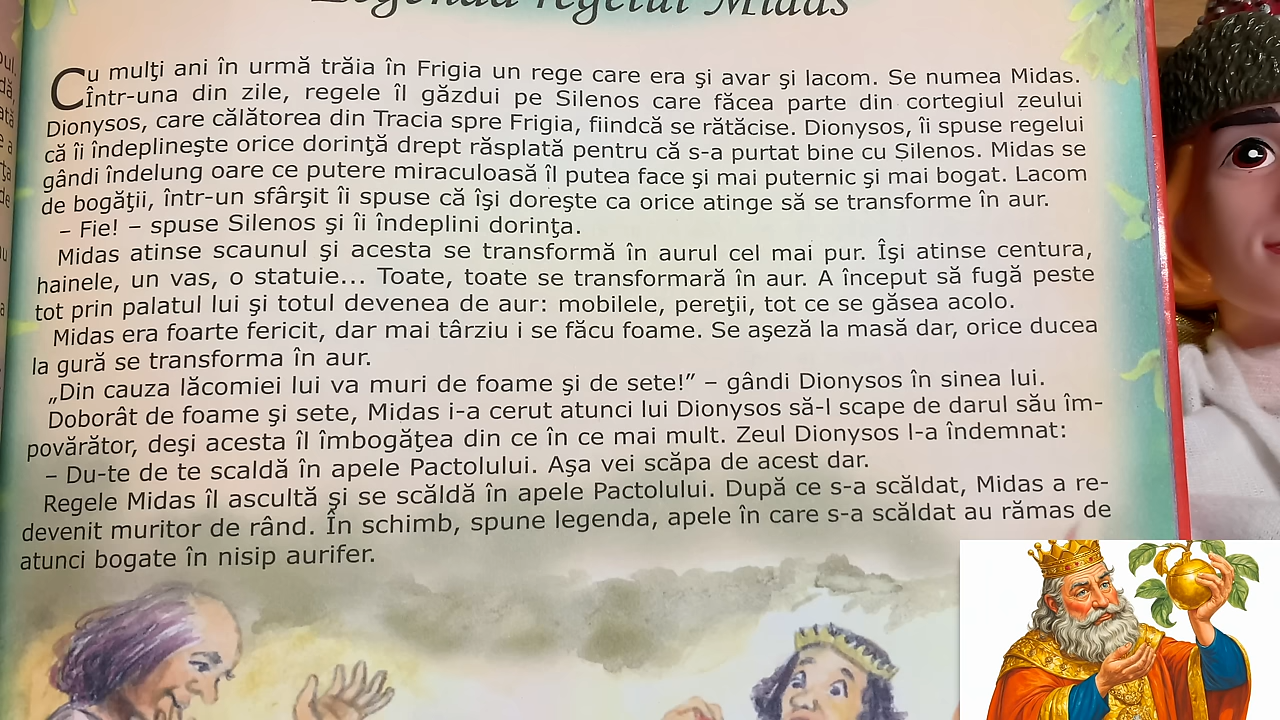 Legenda regelui Midas
Cu mulţi ani în urmă trăia în Frigia un rege care era şi avar şi lacom. Se numea Midas.
Într-una din zile, regele îl găzdui pe Silenos care făcea parte din cortegiul zeului
Dionysos, care călătorea din Tracia spre Frigia, fiindcă se rătăcise. Dionysos, îi spuse regelui
că îi îndeplineşte orice dorinţă drept răsplată pentru că s-a purtat bine cu Silenos. Midas se
gândi îndelung oare ce putere miraculoasă îl putea face şi mai puternic şi mai bogat. Lacom
de bogăţii, într-un sfârşit îi spuse că îşi doreşte ca orice atinge să se transforme în aur.
– Fie! – spuse Silenos şi îi îndeplini dorinţa.
Midas atinse scaunul şi acesta se transformă în aurul cel mai pur. Îşi atinse centura,
hainele, un vas, o statuie... Toate, toate se transformară în aur. A început să fugă peste
tot prin palatul lui şi totul devenea de aur: mobilele, pereţii, tot ce se găsea acolo.
Midas era foarte fericit, dar mai târziu i se făcu foame. Se aşeză la masă dar, orice ducea
la gură se transforma în aur.
„Din cauza lăcomiei lui va muri de foame şi de sete!” – gândi Dionysos în sinea lui.
Doborât de foame şi sete, Midas i-a cerut atunci lui Dionysos să-l scape de darul său îm-
povărător, deşi acesta îl îmbogăţea din ce în ce mai mult. Zeul Dionysos l-a îndemnat:
– Du-te de te scaldă în apele Pactolului. Aşa vei scăpa de acest dar.
Regele Midas îl ascultă şi se scăldă în apele Pactolului. După ce s-a scăldat, Midas a re-
devenit muritor de rând. În schimb, spune legenda, apele în care s-a scăldat au rămas de
atunci bogate în nisip aurifer.